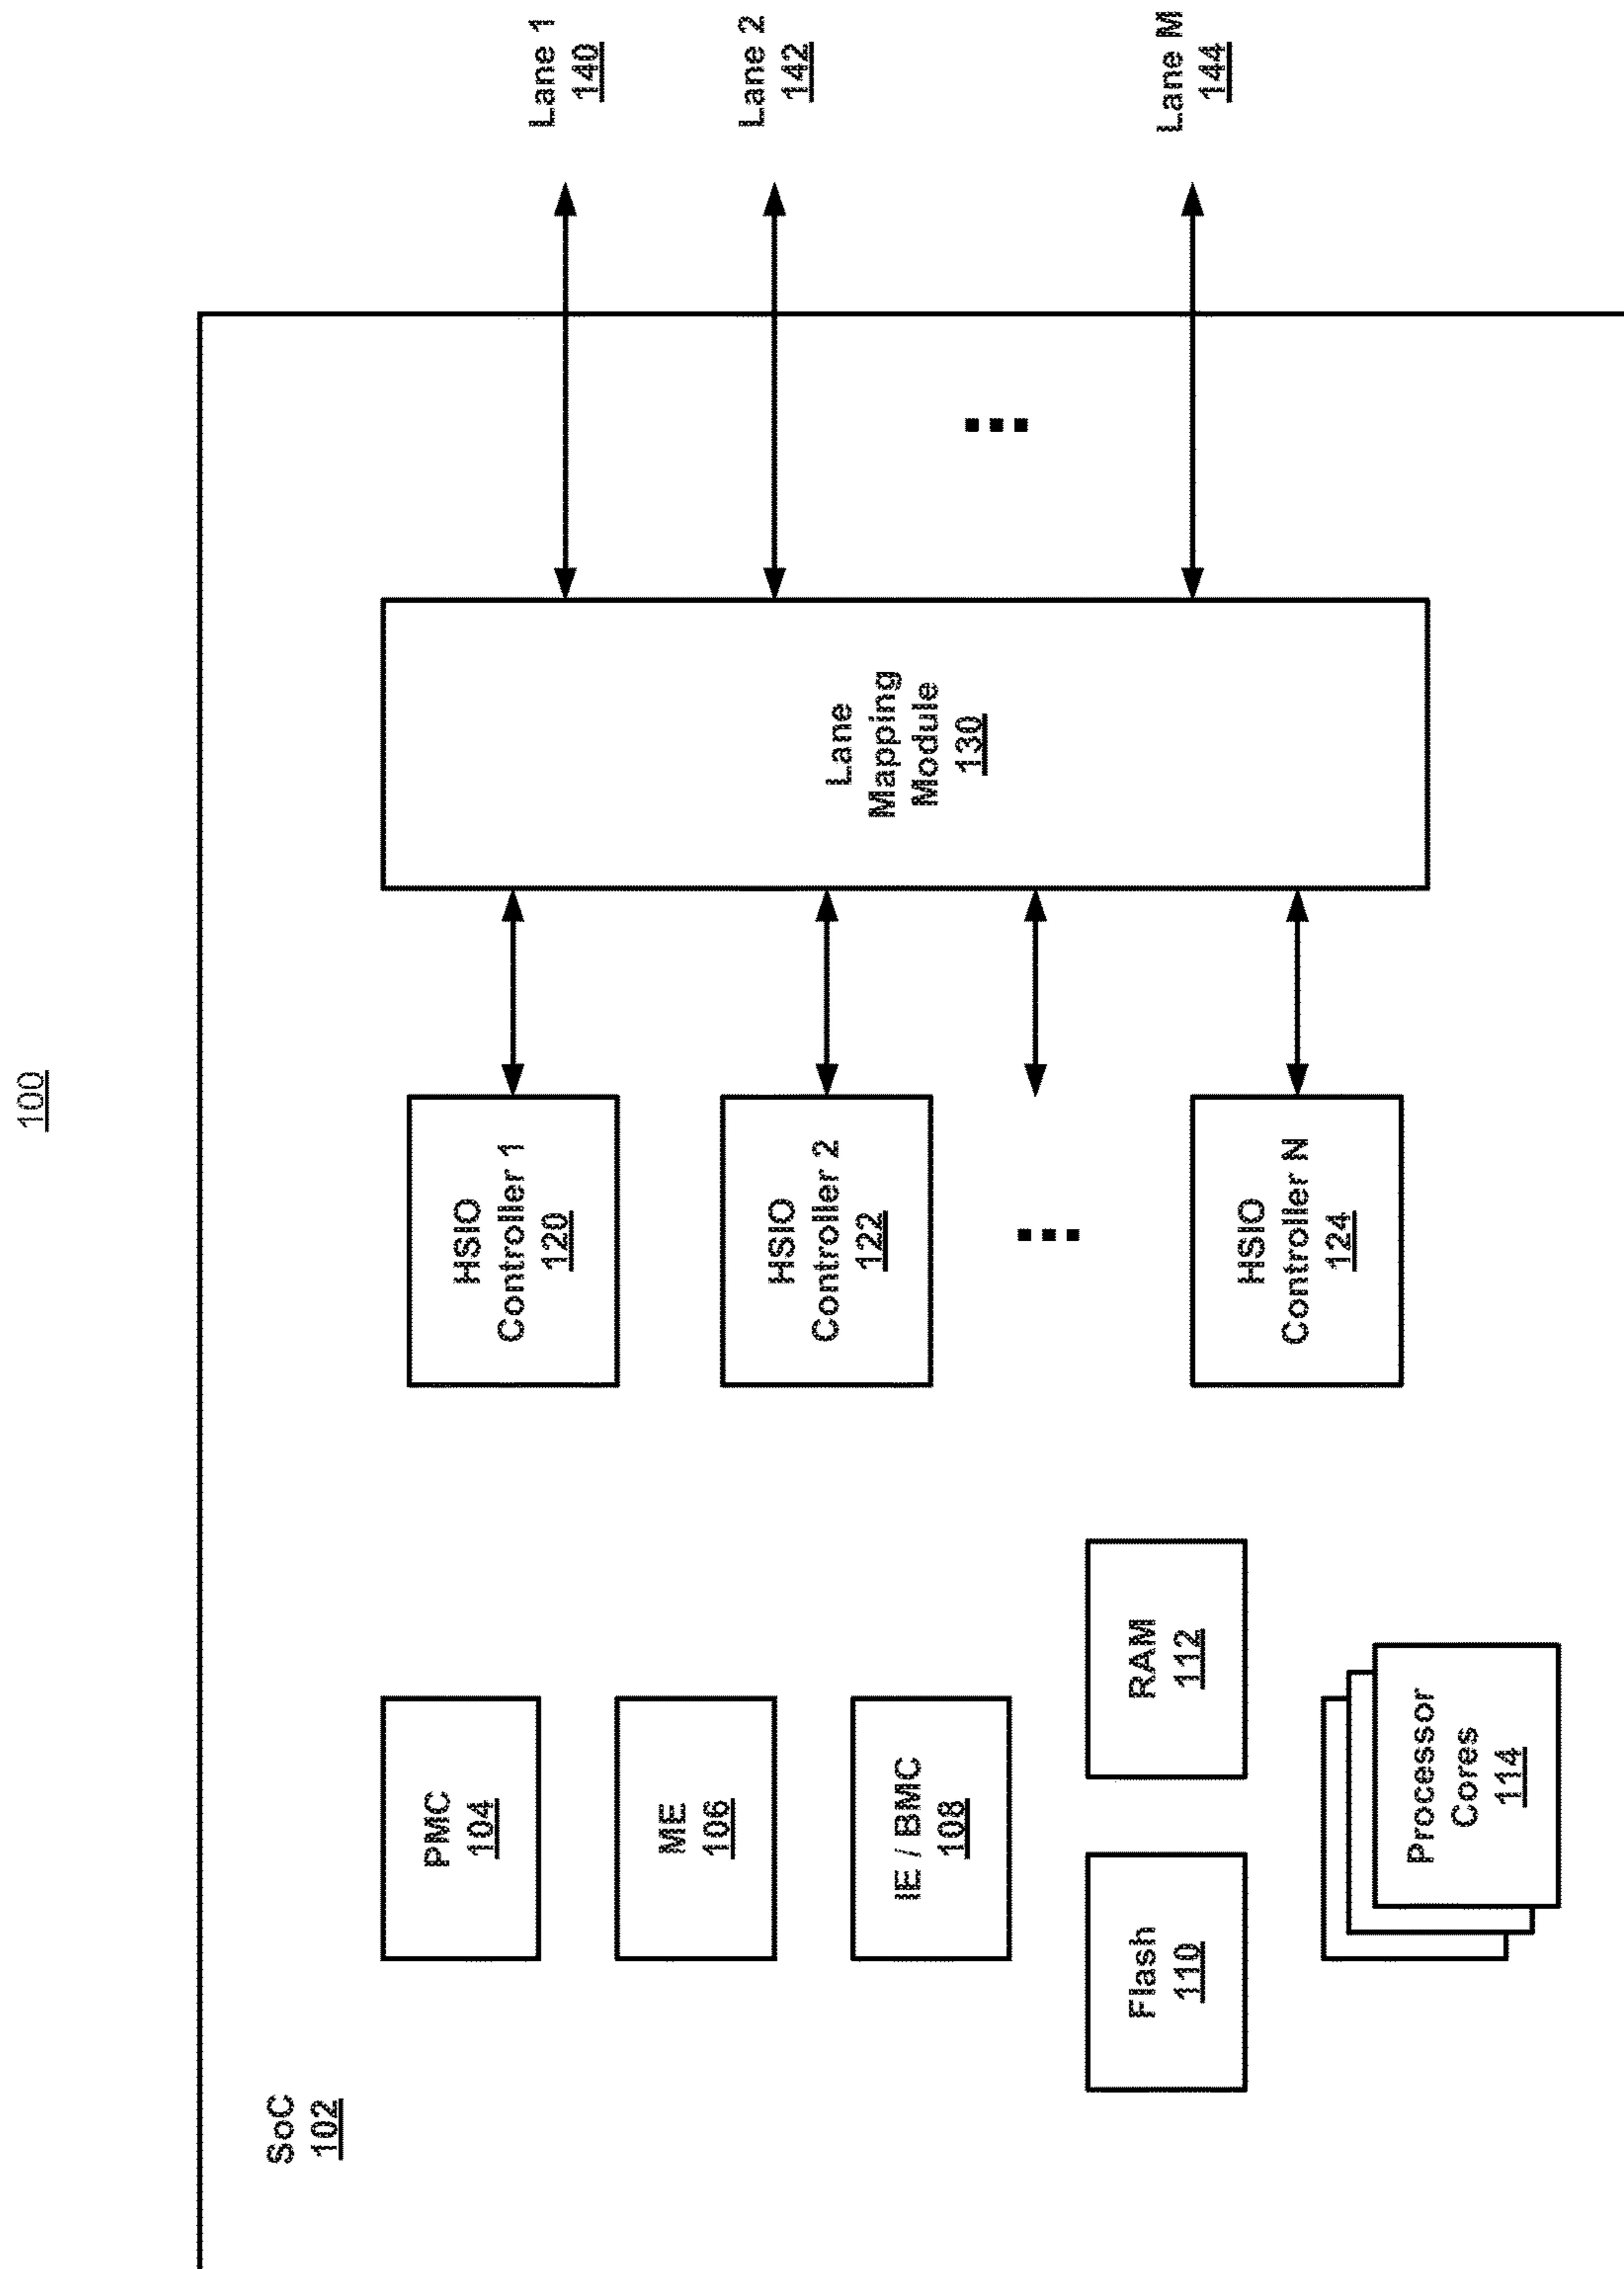 100
SoC
102
PMC
104
ME
106
IE / BMC
108
Flash
110
RAM
112
Processor
Cores
114
HSIO
Controller 1
120
HSIO
Controller 2
122
HSIO
Controller N
124
Lane
Mapping
Module
130
Lane 1
140
Lane 2
142
Lane M
144